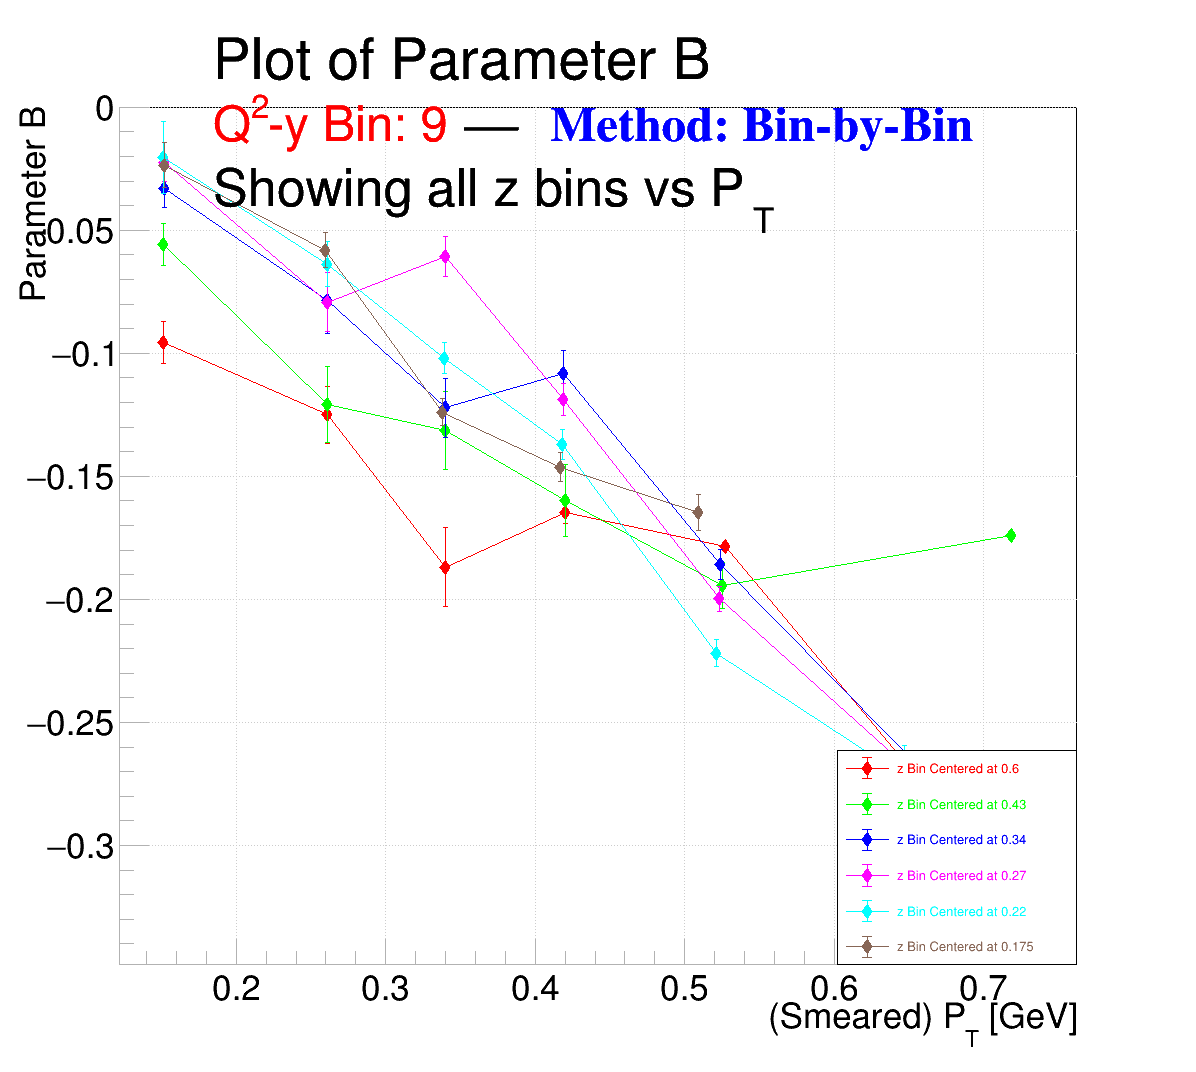 Plot of Parameter B
Q²-y Bin: 9 — Method: Bin-by-Bin
Showing all z bins vs P_T
Parameter B
0
0.05
−0.1
−0.15
−0.2
−0.25
−0.3
z Bin Centered at 0.6
z Bin Centered at 0.43
z Bin Centered at 0.34
z Bin Centered at 0.27
z Bin Centered at 0.22
z Bin Centered at 0.175
0.2 0.3 0.4 0.5 0.6 0.7
(Smeared) P_T [GeV]